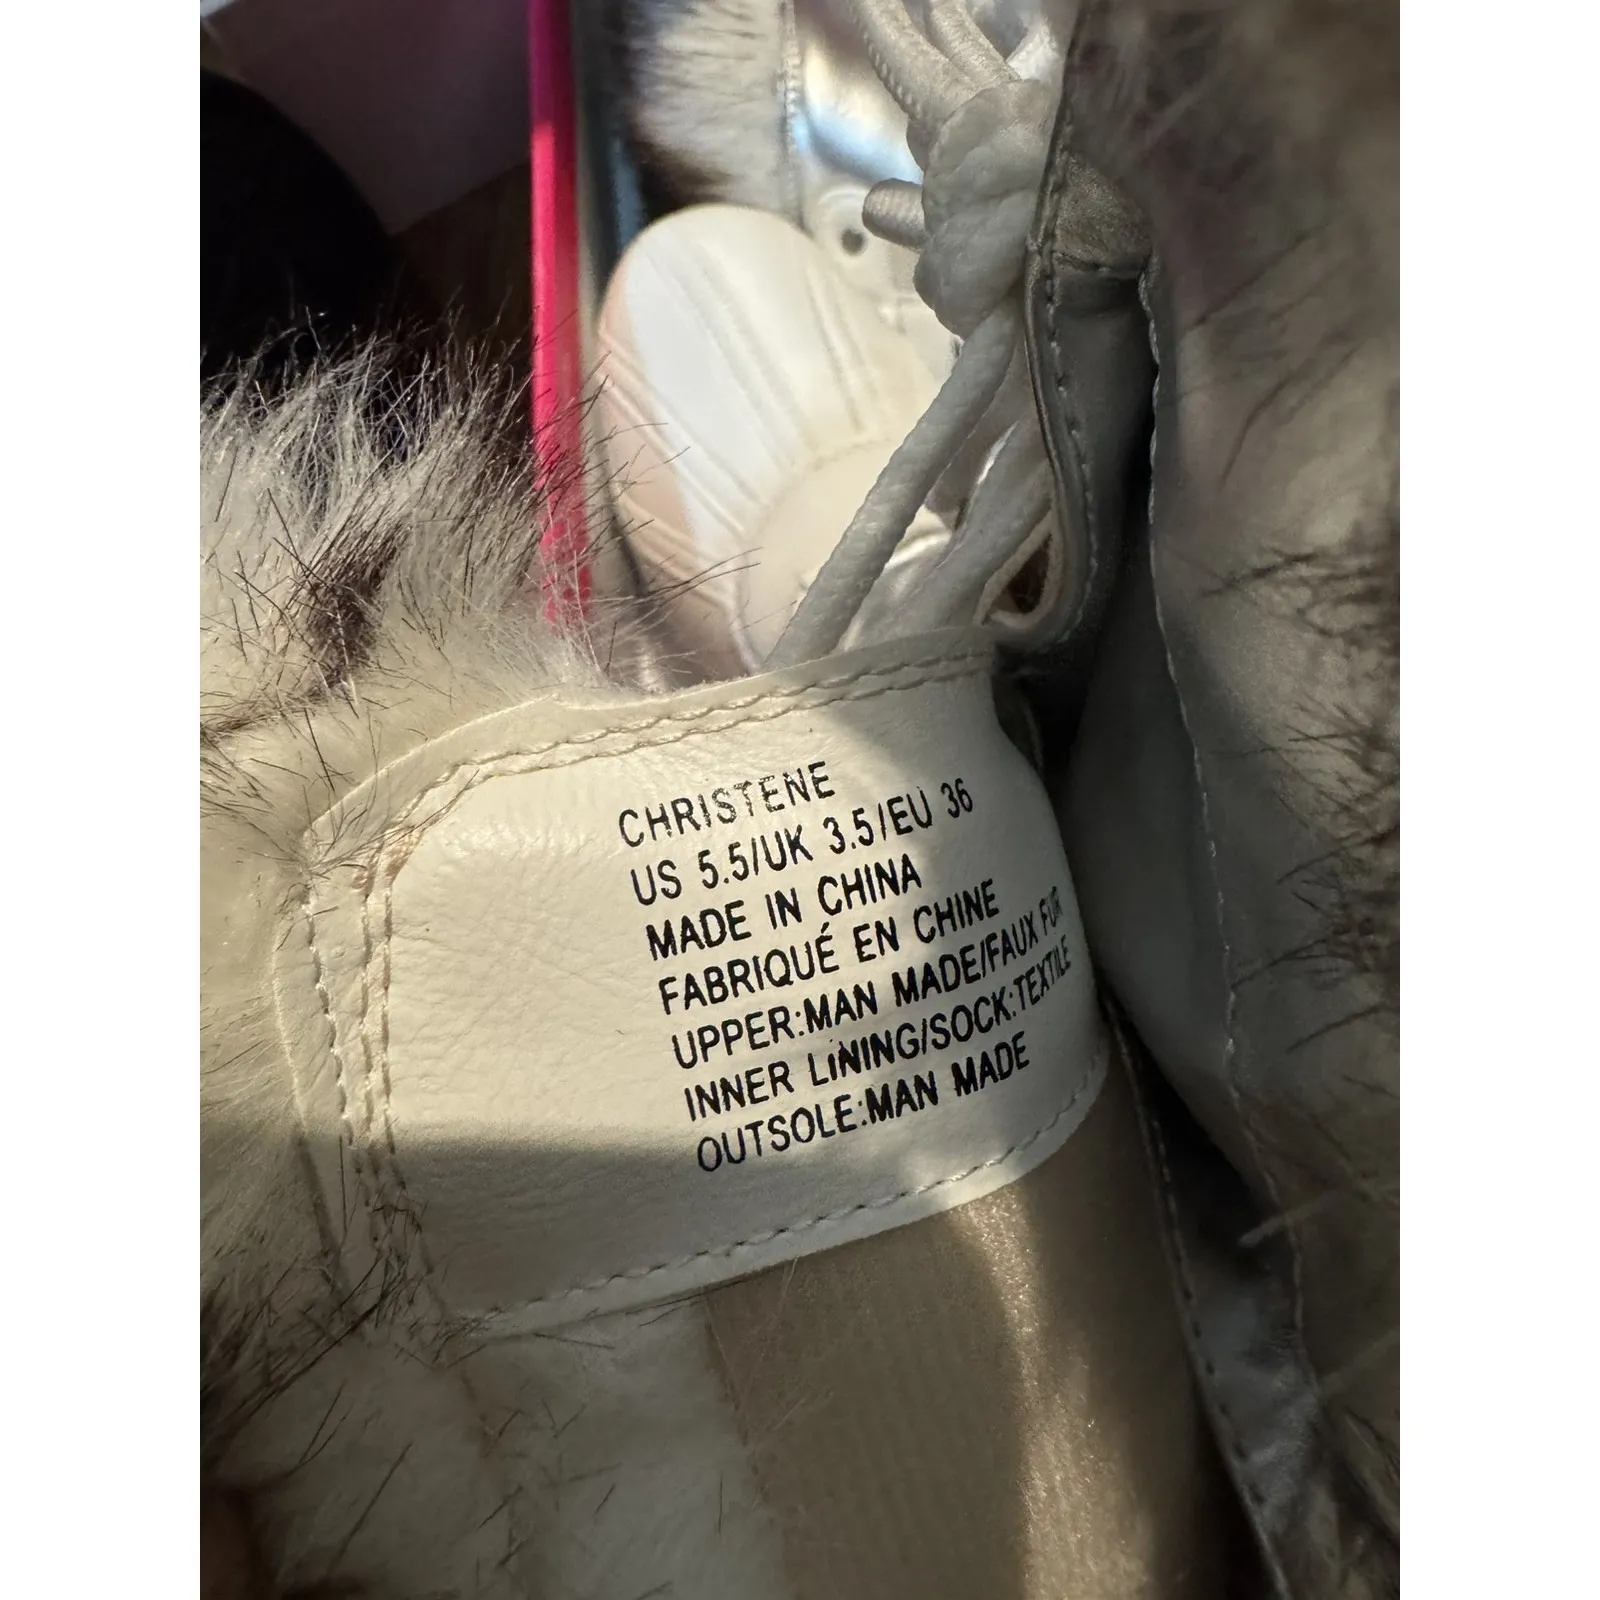 CHRISTENE
US 5.5/UK 3.5/EU 36
MADE IN CHINA
FABRIQUÉ EN CHINE
UPPER:MAN MADE/FAUX FUR
INNER LINING/SOCK:TEXTILE
OUTSOLE:MAN MADE